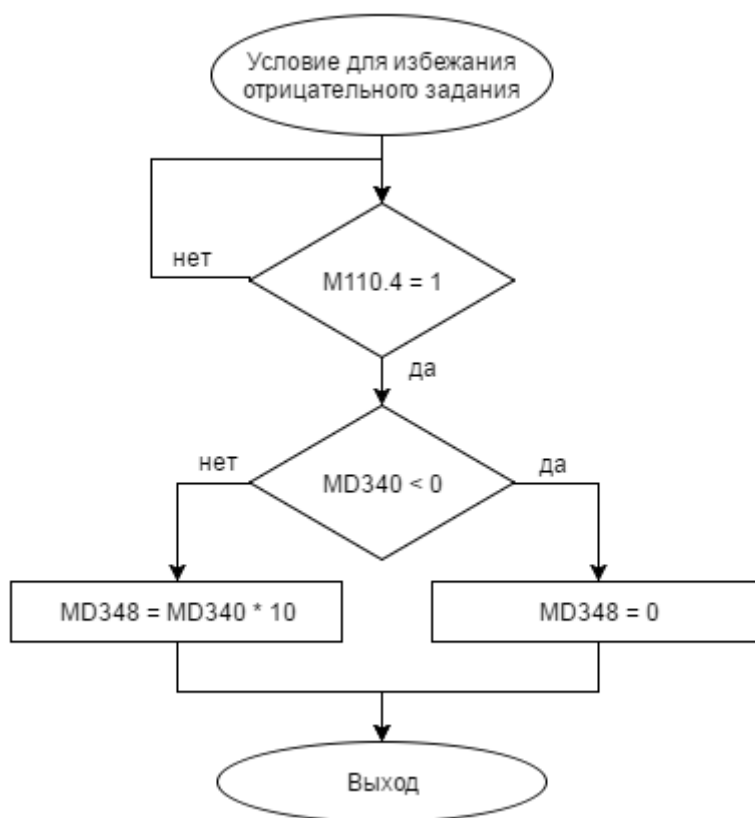 Условие для избежания
отрицательного задания
нет
M110.4 = 1
да
нет
MD340 < 0
да
MD348 = MD340 * 10
MD348 = 0
Выход